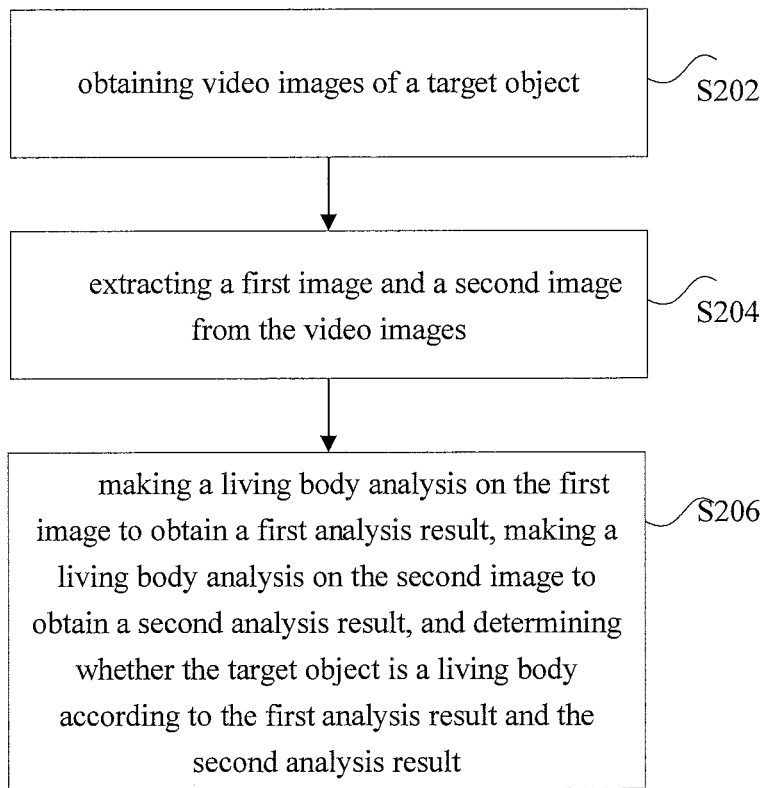 obtaining video images of a target object
S202
extracting a first image and a second image
from the video images
S204
making a living body analysis on the first
image to obtain a first analysis result, making a
living body analysis on the second image to
obtain a second analysis result, and determining
whether the target object is a living body
according to the first analysis result and the
second analysis result
S206